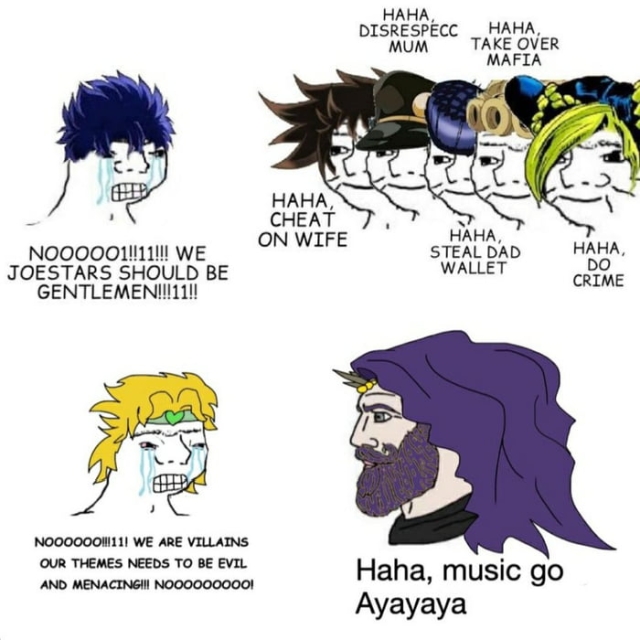 NOOOOO1!!11!!! WE
JOESTARS SHOULD BE
GENTLEMEN!!!11!!
HAHA,
DISRESPECC
MUM
HAHA,
TAKE OVER
MAFIA
HAHA,
CHEAT
ON WIFE
HAHA,
STEAL DAD
WALLET
HAHA,
DO
CRIME
NOOOOOO!!!11! WE ARE VILLAINS
OUR THEMES NEEDS TO BE EVIL
AND MENACING!!! NOOOOOOOOO!
Haha, music go
Ayayaya